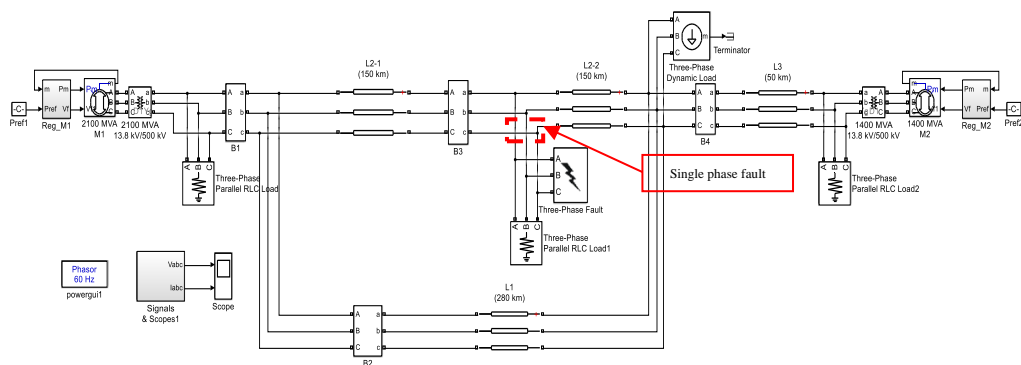 A
B
C
m
Terminator
Three-Phase
Dynamic Load
L2-1
(150 km)
L2-2
(150 km)
L3
(50 km)
-C-
Pref1
m
Pm
Pref
Vf
Reg_M1
Pm
m
A
B
C
2100 MVA
M1
2100 MVA
13.8 kV/500 kV
A
B
C
a
b
c
B1
A
B
C
a
b
c
B3
A
B
C
a
b
c
B4
1400 MVA
13.8 kV/500 kV
Pm
m
1400 MVA
M2
Pm
m
Vf
Pref
Reg_M2
-C-
Pref2
A B C
Three-Phase
Parallel RLC Load
A
B
C
Three-Phase Fault
Single phase fault
A B C
Three-Phase
Parallel RLC Load2
A B C
Three-Phase
Parallel RLC Load1
Phasor
60 Hz
powergui1
Vabc
Iabc
Signals
& Scopes1
Scope
L1
(280 km)
A
B
C
a
b
c
B2